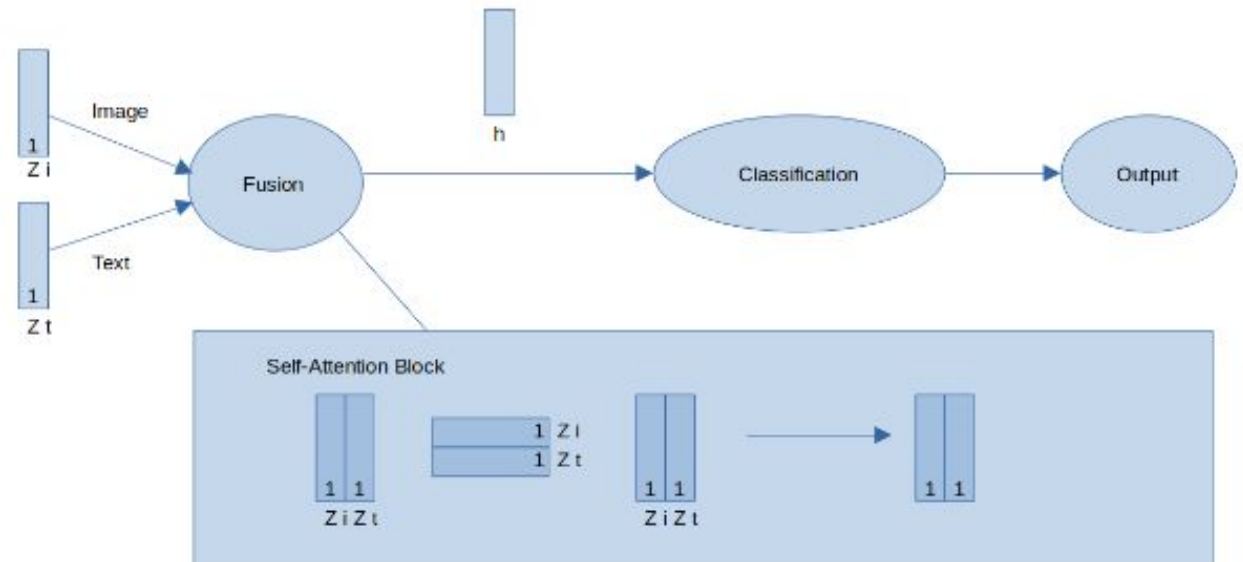 Image
1
Z i
h
Fusion
Classification
Output
Text
1
Z t
Self-Attention Block
1 1
Z i Z t
1 Z i
1 Z t
1 1
Z i Z t
1 1